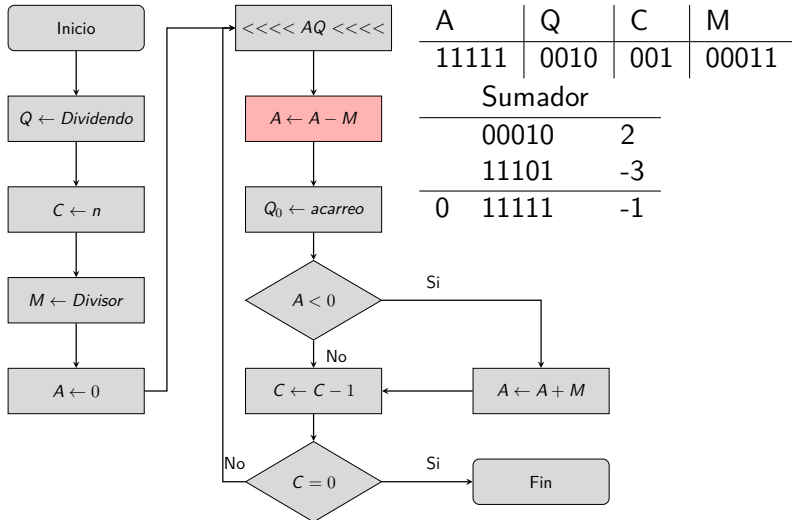 Inicio
Q ← Dividendo
C ← n
M ← Divisor
A ← 0
<<<< AQ <<<<
A ← A − M
Q₀ ← acarreo
A < 0
Si
No
C ← C − 1
A ← A + M
C = 0
No
Si
Fin
A Q C M
11111 0010 001 00011
Sumador
00010 2
11101 -3
0 11111 -1